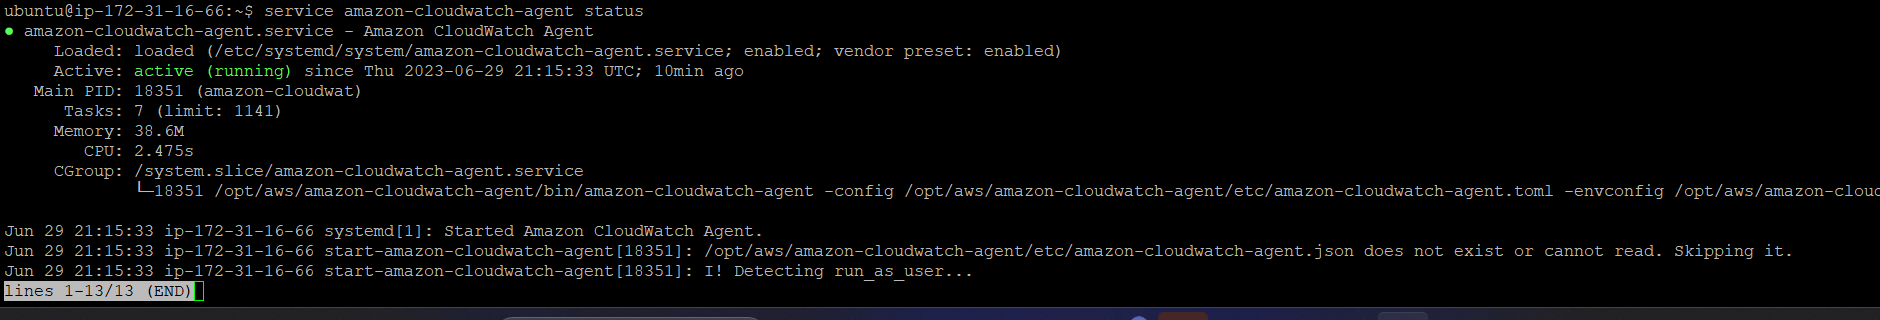 ubuntu@ip-172-31-16-66:~$ service amazon-cloudwatch-agent status
● amazon-cloudwatch-agent.service - Amazon CloudWatch Agent
     Loaded: loaded (/etc/systemd/system/amazon-cloudwatch-agent.service; enabled; vendor preset: enabled)
     Active: active (running) since Thu 2023-06-29 21:15:33 UTC; 10min ago
   Main PID: 18351 (amazon-cloudwat)
      Tasks: 7 (limit: 1141)
     Memory: 38.6M
        CPU: 2.475s
     CGroup: /system.slice/amazon-cloudwatch-agent.service
             └─18351 /opt/aws/amazon-cloudwatch-agent/bin/amazon-cloudwatch-agent -config /opt/aws/amazon-cloudwatch-agent/etc/amazon-cloudwatch-agent.toml -envconfig /opt/aws/amazon-clou

Jun 29 21:15:33 ip-172-31-16-66 systemd[1]: Started Amazon CloudWatch Agent.
Jun 29 21:15:33 ip-172-31-16-66 start-amazon-cloudwatch-agent[18351]: /opt/aws/amazon-cloudwatch-agent/etc/amazon-cloudwatch-agent.json does not exist or cannot read. Skipping it.
Jun 29 21:15:33 ip-172-31-16-66 start-amazon-cloudwatch-agent[18351]: I! Detecting run_as_user...
lines 1-13/13 (END)